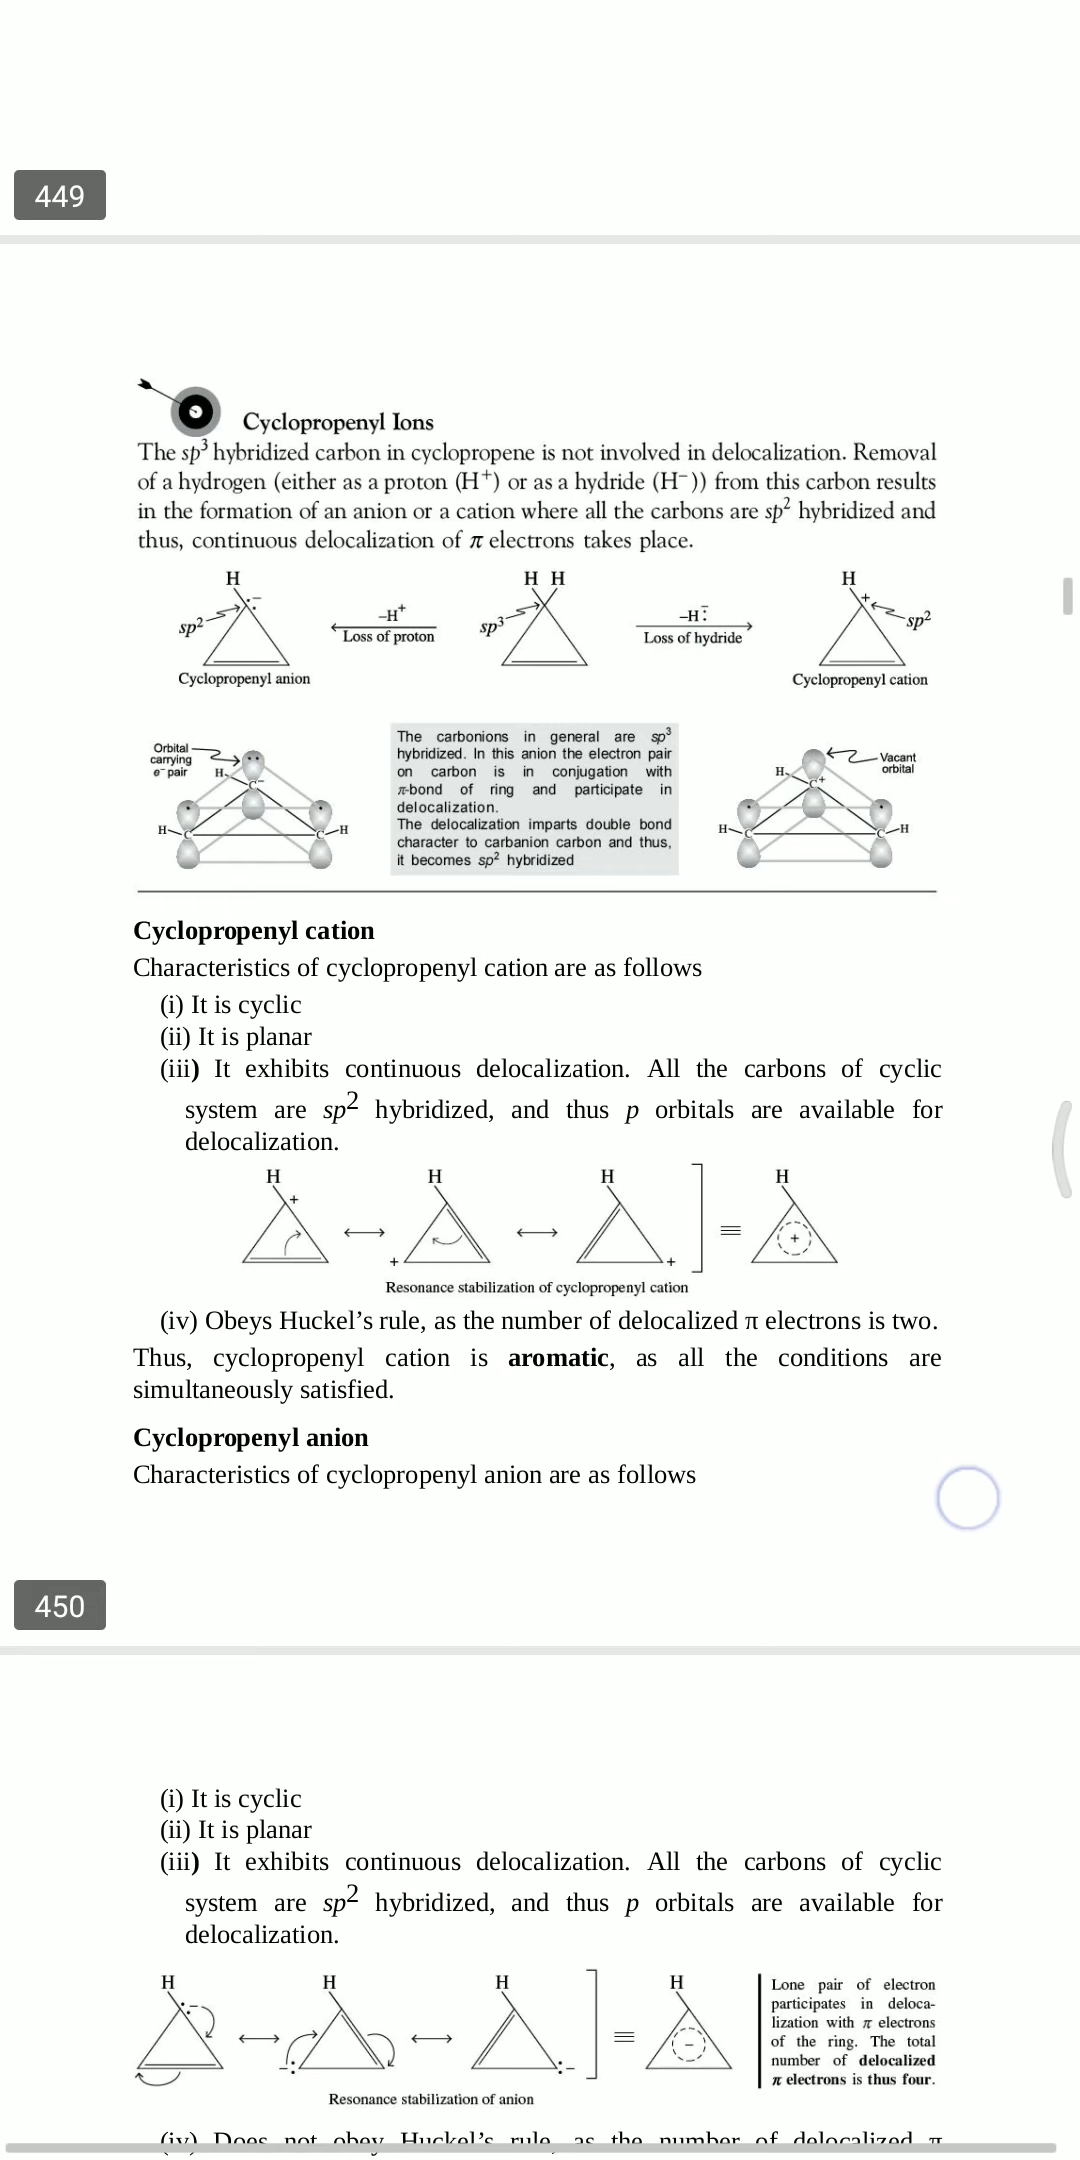 449
Cyclopropenyl Ions
The sp³ hybridized carbon in cyclopropene is not involved in delocalization. Removal
of a hydrogen (either as a proton (H⁺) or as a hydride (H⁻)) from this carbon results
in the formation of an anion or a cation where all the carbons are sp² hybridized and
thus, continuous delocalization of π electrons takes place.
H H H H
sp² –H⁺ sp³ –H:⁻ + sp²
Loss of proton Loss of hydride
Cyclopropenyl anion Cyclopropenyl cation
Orbital
carrying
e⁻ pair
H C⁻
H C C H
The carbonions in general are sp³
hybridized. In this anion the electron pair
on carbon is in conjugation with
π-bond of ring and participate in
delocalization.
The delocalization imparts double bond
character to carbanion carbon and thus,
it becomes sp² hybridized
Vacant
orbital
H C⁺
H C C H
Cyclopropenyl cation
Characteristics of cyclopropenyl cation are as follows
(i) It is cyclic
(ii) It is planar
(iii) It exhibits continuous delocalization. All the carbons of cyclic
system are sp² hybridized, and thus p orbitals are available for
delocalization.
H H H H
+ + + ≡ +
Resonance stabilization of cyclopropenyl cation
(iv) Obeys Huckel’s rule, as the number of delocalized π electrons is two.
Thus, cyclopropenyl cation is aromatic, as all the conditions are
simultaneously satisfied.
Cyclopropenyl anion
Characteristics of cyclopropenyl anion are as follows
450
(i) It is cyclic
(ii) It is planar
(iii) It exhibits continuous delocalization. All the carbons of cyclic
system are sp² hybridized, and thus p orbitals are available for
delocalization.
H H H H
:– –: :– ≡ –
Lone pair of electron
participates in deloca-
lization with π electrons
of the ring. The total
number of delocalized
π electrons is thus four.
Resonance stabilization of anion
(iv) Does not obey Huckel’s rule, as the number of delocalized π